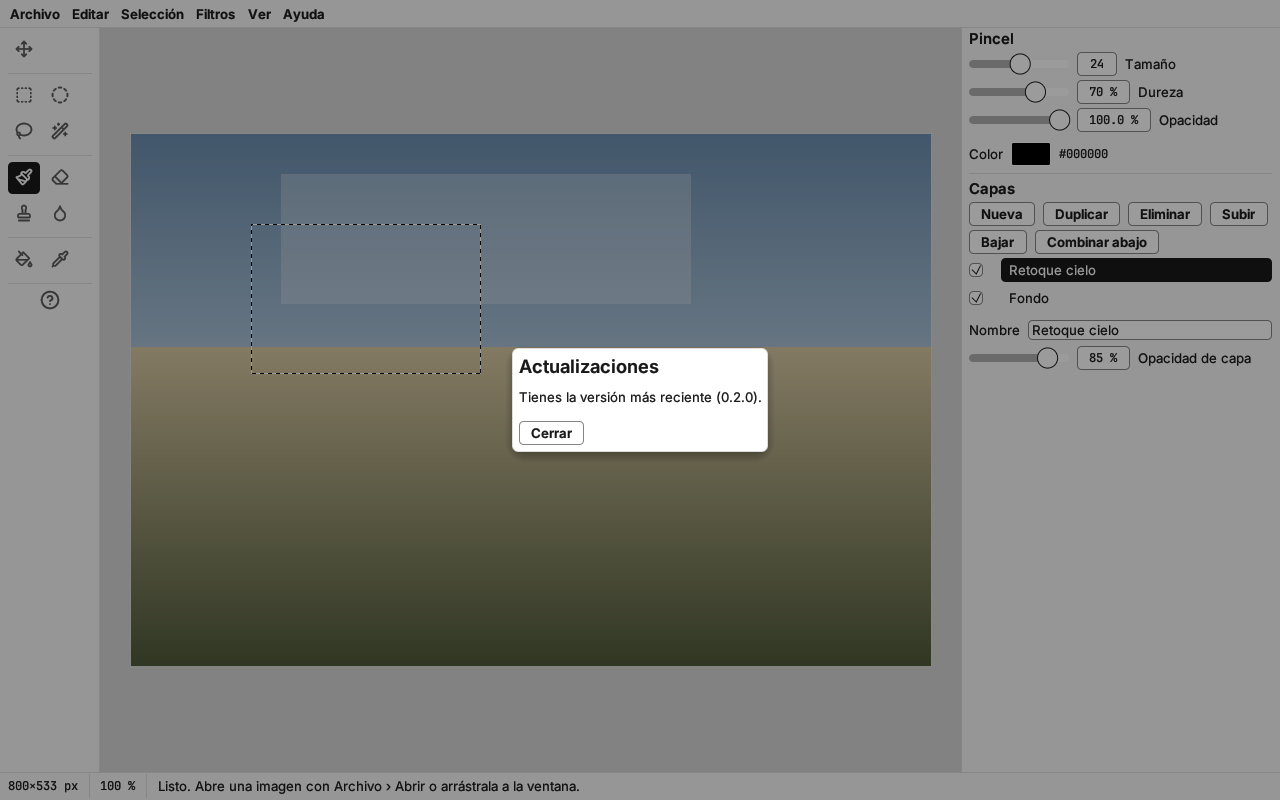 Archivo Editar Selección Filtros Ver Ayuda
Pincel
24 Tamaño
70 % Dureza
100.0 % Opacidad
Color #000000
Capas
Nueva Duplicar Eliminar Subir
Bajar Combinar abajo
Retoque cielo
Fondo
Nombre Retoque cielo
85 % Opacidad de capa
Actualizaciones
Tienes la versión más reciente (0.2.0).
Cerrar
800×533 px 100 % Listo. Abre una imagen con Archivo › Abrir o arrástrala a la ventana.